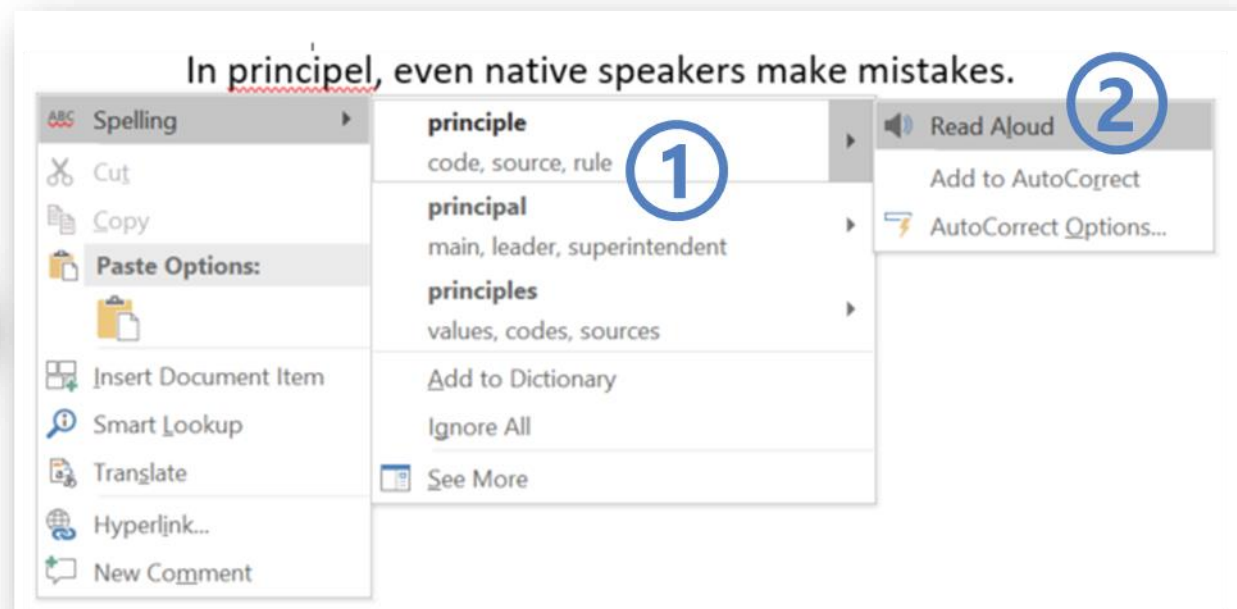 In principel, even native speakers make mistakes.
ABC Spelling
Cut
Copy
Paste Options:
Insert Document Item
Smart Lookup
Translate
Hyperlink...
New Comment
principle
code, source, rule
1
principal
main, leader, superintendent
principles
values, codes, sources
Add to Dictionary
Ignore All
See More
2
Read Aloud
Add to AutoCorrect
AutoCorrect Options...